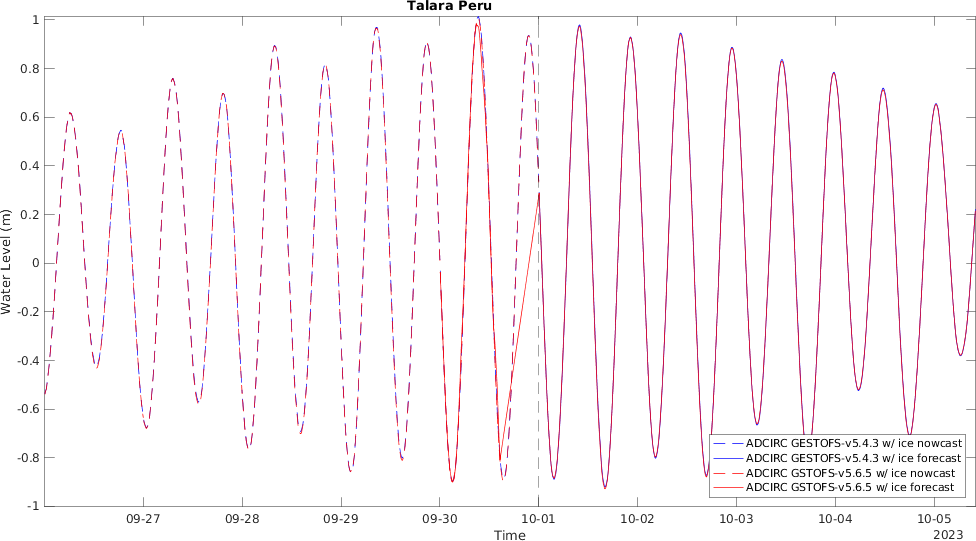 Talara Peru
Water Level (m)
1
0.8
0.6
0.4
0.2
0
-0.2
-0.4
-0.6
-0.8
-1
ADCIRC GESTOFS-v5.4.3 w/ ice nowcast
ADCIRC GESTOFS-v5.4.3 w/ ice forecast
ADCIRC GSTOFS-v5.6.5 w/ ice nowcast
ADCIRC GSTOFS-v5.6.5 w/ ice forecast
09-27 09-28 09-29 09-30 10-01 10-02 10-03 10-04 10-05
Time
2023